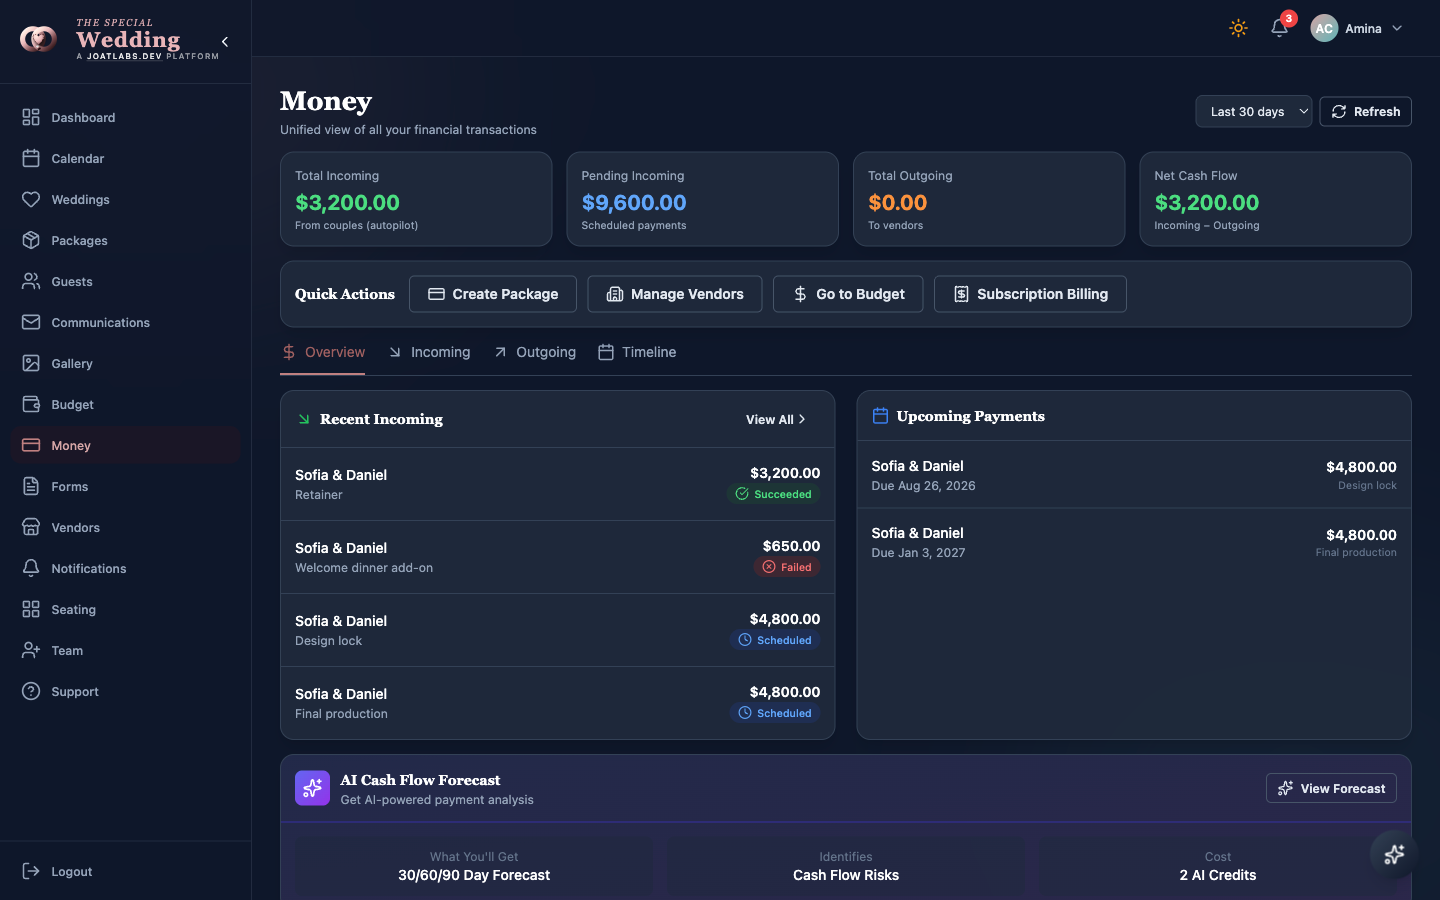 THE SPECIAL
Wedding
A JOATLABS.DEV PLATFORM
Dashboard
Calendar
Weddings
Packages
Guests
Communications
Gallery
Budget
Money
Forms
Vendors
Notifications
Seating
Team
Support
Logout
3
AC Amina
Money
Unified view of all your financial transactions
Last 30 days
Refresh
Total Incoming
$3,200.00
From couples (autopilot)
Pending Incoming
$9,600.00
Scheduled payments
Total Outgoing
$0.00
To vendors
Net Cash Flow
$3,200.00
Incoming – Outgoing
Quick Actions
Create Package
Manage Vendors
Go to Budget
Subscription Billing
Overview
Incoming
Outgoing
Timeline
Recent Incoming
View All
Sofia & Daniel
$3,200.00
Retainer
Succeeded
Sofia & Daniel
$650.00
Welcome dinner add-on
Failed
Sofia & Daniel
$4,800.00
Design lock
Scheduled
Sofia & Daniel
$4,800.00
Final production
Scheduled
Upcoming Payments
Sofia & Daniel
$4,800.00
Due Aug 26, 2026
Design lock
Sofia & Daniel
$4,800.00
Due Jan 3, 2027
Final production
AI Cash Flow Forecast
Get AI-powered payment analysis
View Forecast
What You'll Get
30/60/90 Day Forecast
Identifies
Cash Flow Risks
Cost
2 AI Credits